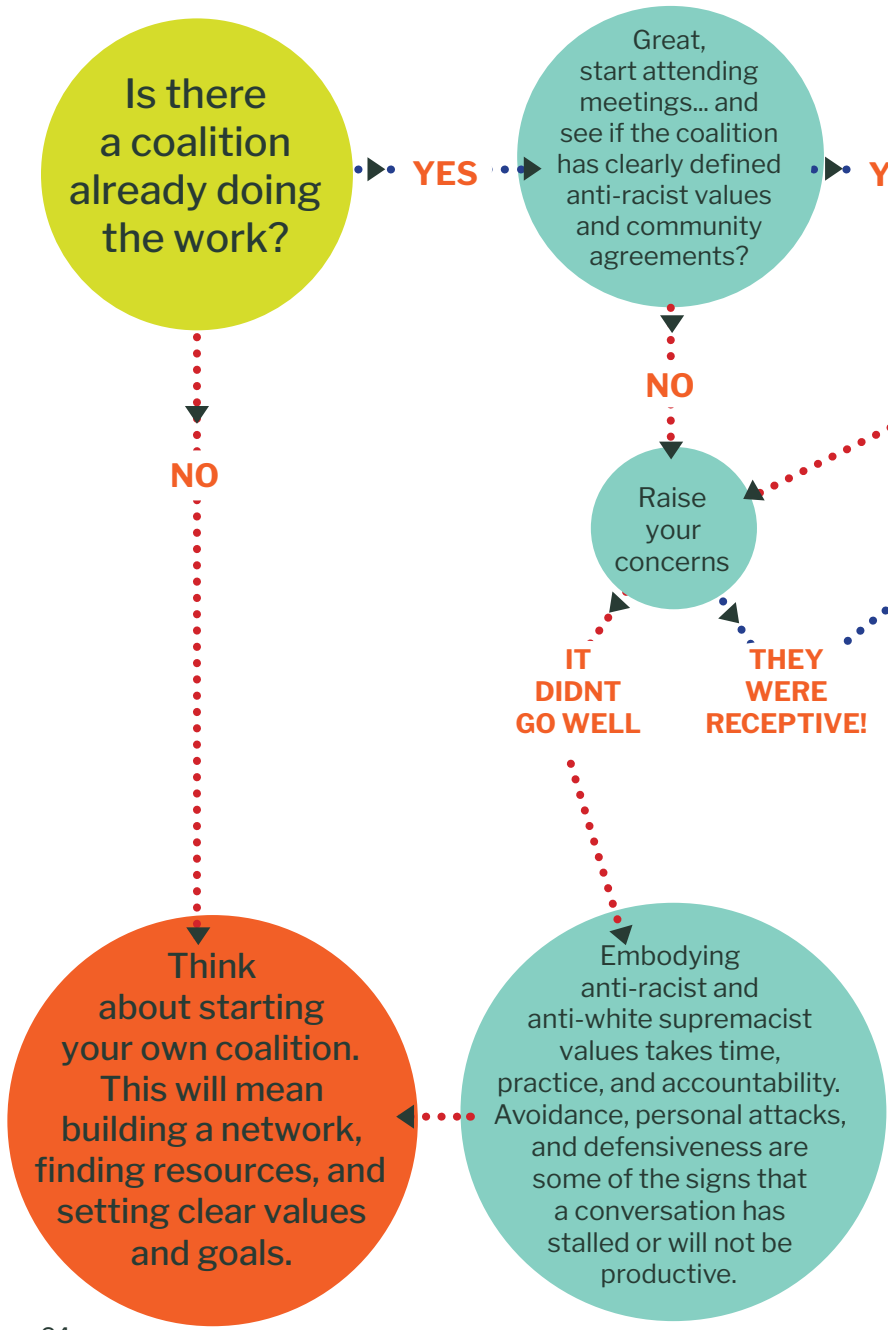 Is there
a coalition
already doing
the work?
YES
Great,
start attending
meetings... and
see if the coalition
has clearly defined
anti-racist values
and community
agreements?
Y
NO
NO
Raise
your
concerns
IT
DIDNT
GO WELL
THEY
WERE
RECEPTIVE!
Think
about starting
your own coalition.
This will mean
building a network,
finding resources, and
setting clear values
and goals.
Embodying
anti-racist and
anti-white supremacist
values takes time,
practice, and accountability.
Avoidance, personal attacks,
and defensiveness are
some of the signs that
a conversation has
stalled or will not be
productive.